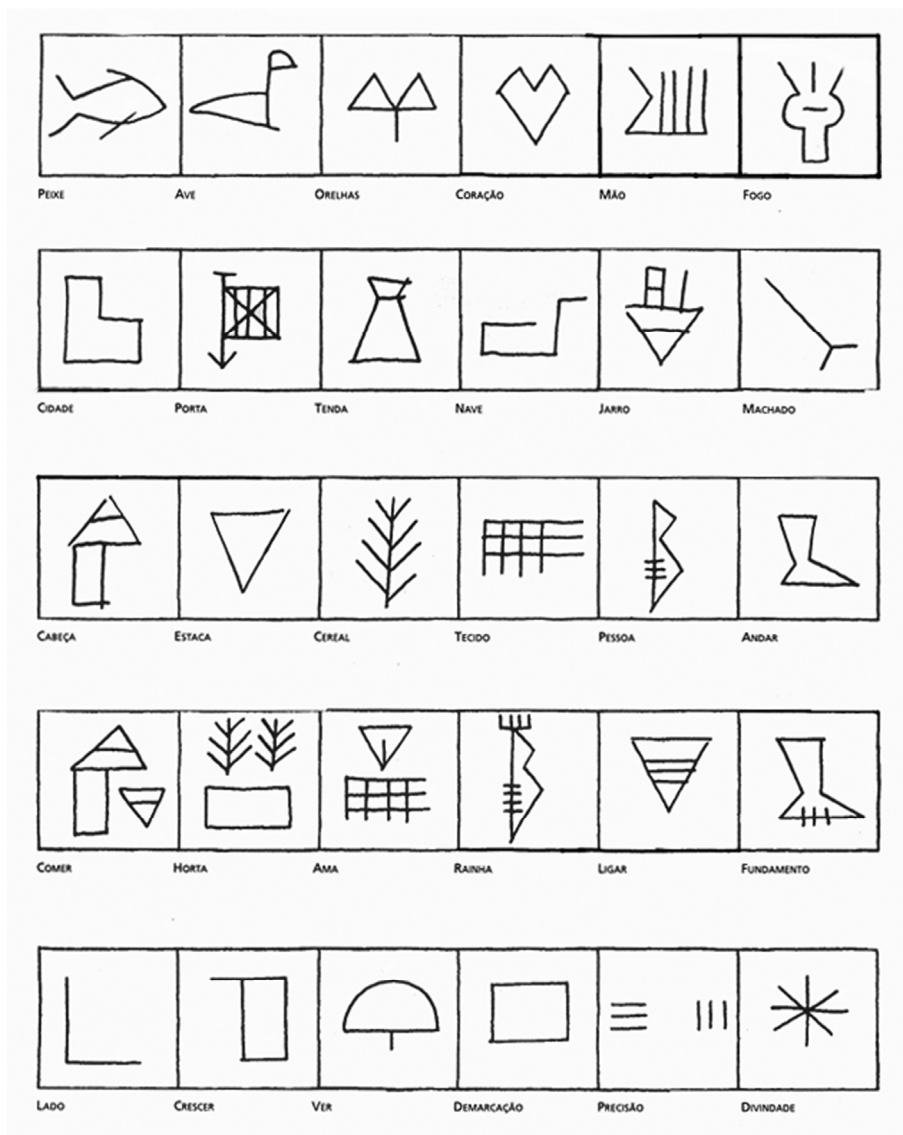 PEIXE AVE ORELHAS CORAÇÃO MÃO FOGO
CIDADE PORTA TENDA NAVE JARRO MACHADO
CABEÇA ESTACA CEREAL TECIDO PESSOA ANDAR
COMER HORTA AMA RAINHA LIGAR FUNDAMENTO
LADO CRESCER VER DEMARCAÇÃO PRECISÃO DIVINDADE